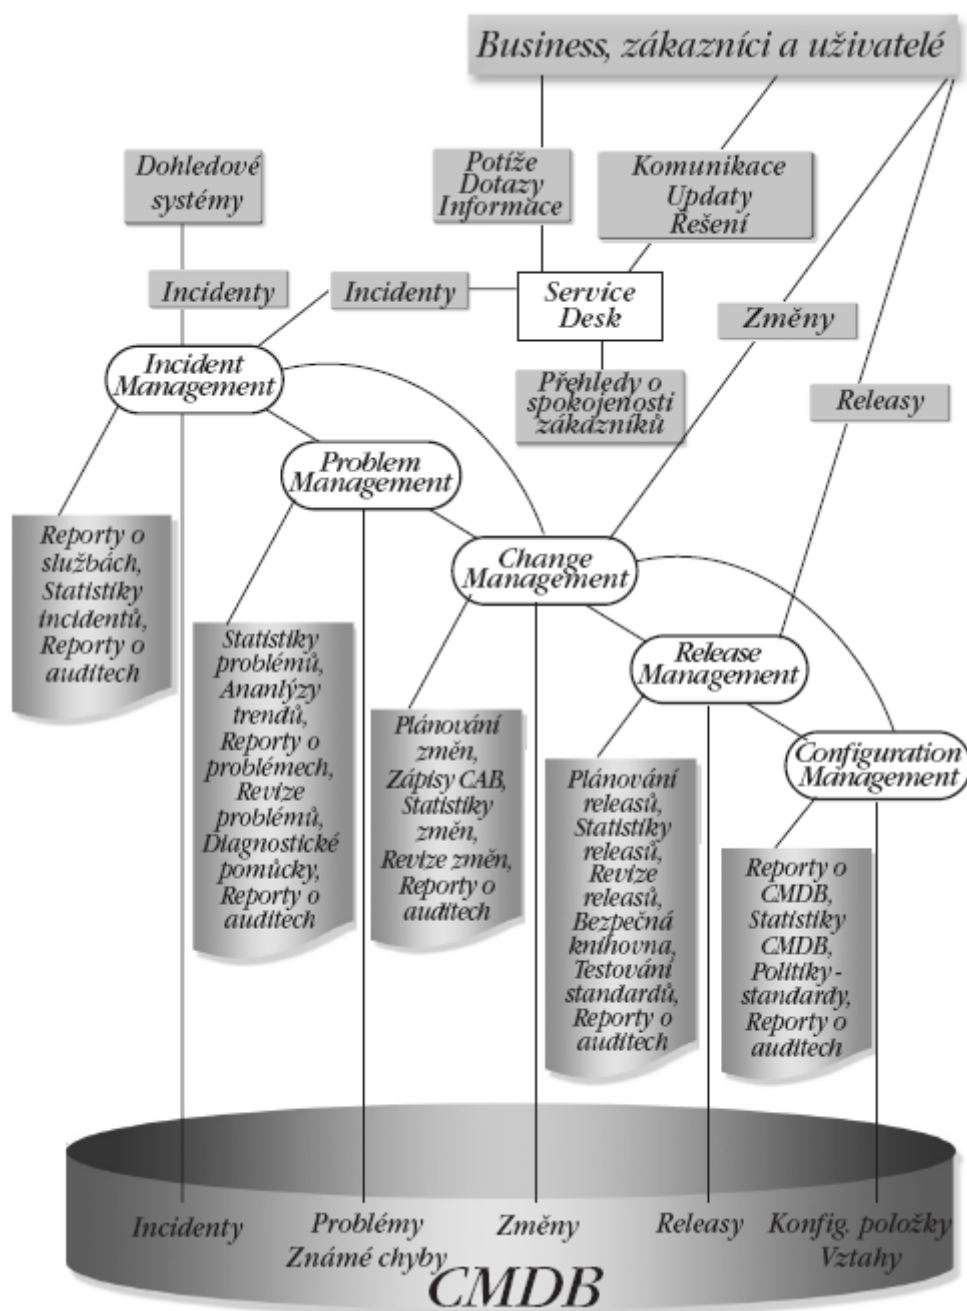 Business, zákazníci a uživatelé
Dohledové
systémy
Potíže
Dotazy
Informace
Komunikace
Updaty
Řešení
Incidenty
Incidenty
Service
Desk
Změny
Incident
Management
Přehledy o
spokojenosti
zákazníků
Releasy
Problem
Management
Reporty o
službách,
Statistiky
incidentů,
Reporty o
auditech
Change
Management
Statistiky
problémů,
Ananlýzy
trendů,
Reporty o
problémech,
Revize
problémů,
Diagnostické
pomůcky,
Reporty o
auditech
Release
Management
Plánování
změn,
Zápisy CAB,
Statistiky
změn,
Revize změn,
Reporty o
auditech
Configuration
Management
Plánování
releasů,
Statistiky
releasů,
Revize
releasů,
Bezpečná
knihovna,
Testování
standardů,
Reporty o
auditech
Reporty o
CMDB,
Statistiky
CMDB,
Politiky-
standardy,
Reporty o
auditech
Incidenty
Problémy
Známé chyby
Změny
Releasy
Konfig. položky
Vztahy
CMDB